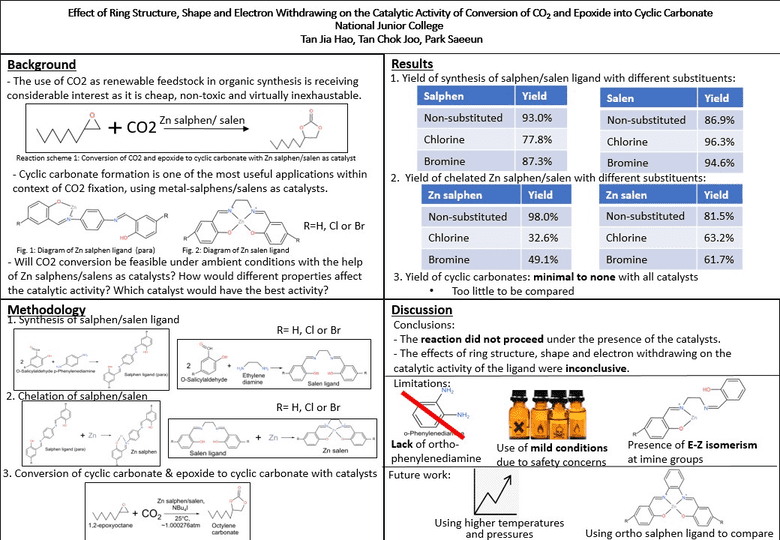 Effect of Ring Structure, Shape and Electron Withdrawing on the Catalytic Activity of Conversion of CO2 and Epoxide into Cyclic Carbonate
National Junior College
Tan Jia Hao, Tan Chok Joo, Park Saeeun
Background
- The use of CO2 as renewable feedstock in organic synthesis is receiving
considerable interest as it is cheap, non-toxic and virtually inexhaustable.
O
+ CO2
Zn salphen/ salen
Reaction scheme 1: Conversion of CO2 and epoxide to cyclic carbonate with Zn salphen/salen as catalyst
- Cyclic carbonate formation is one of the most useful applications within
context of CO2 fixation, using metal-salphens/salens as catalysts.
R=H, Cl or Br
Fig. 1: Diagram of Zn salphen ligand (para)
Fig. 2: Diagram of Zn salen ligand
- Will CO2 conversion be feasible under ambient conditions with the help
of Zn salphens/salens as catalysts? How would different properties affect
the catalytic activity? Which catalyst would have the best activity?
Methodology
1. Synthesis of salphen/salen ligand
R= H, Cl or Br
2
O-Salicylaldehyde p-Phenylenediamine
Salphen ligand (para)
2
O-Salicylaldehyde
+
Ethylene
diamine
Salen ligand
2. Chelation of salphen/salen
R= H, Cl or Br
Salphen ligand (para)
+ Zn
Zn salphen
Salen ligand
+ Zn
Zn salen
3. Conversion of cyclic carbonate & epoxide to cyclic carbonate with catalysts
1,2-epoxyoctane
+ CO2
Zn salphen/salen,
NBu4I
25°C,
~1.000276atm
Octylene
carbonate
Results
1. Yield of synthesis of salphen/salen ligand with different substituents:
Salphen Yield
Non-substituted 93.0%
Chlorine 77.8%
Bromine 87.3%
Salen Yield
Non-substituted 86.9%
Chlorine 96.3%
Bromine 94.6%
2. Yield of chelated Zn salphen/salen with different substituents:
Zn salphen Yield
Non-substituted 98.0%
Chlorine 32.6%
Bromine 49.1%
Zn salen Yield
Non-substituted 81.5%
Chlorine 63.2%
Bromine 61.7%
3. Yield of cyclic carbonates: minimal to none with all catalysts
• Too little to be compared
Discussion
Conclusions:
- The reaction did not proceed under the presence of the catalysts.
- The effects of ring structure, shape and electron withdrawing on the
catalytic activity of the ligand were inconclusive.
Limitations:
NH2
NH2
o-Phenylenediamine
Lack of ortho-
phenylenediamine
Use of mild conditions
due to safety concerns
Presence of E-Z isomerism
at imine groups
Future work:
Using higher temperatures
and pressures
Using ortho salphen ligand to compare